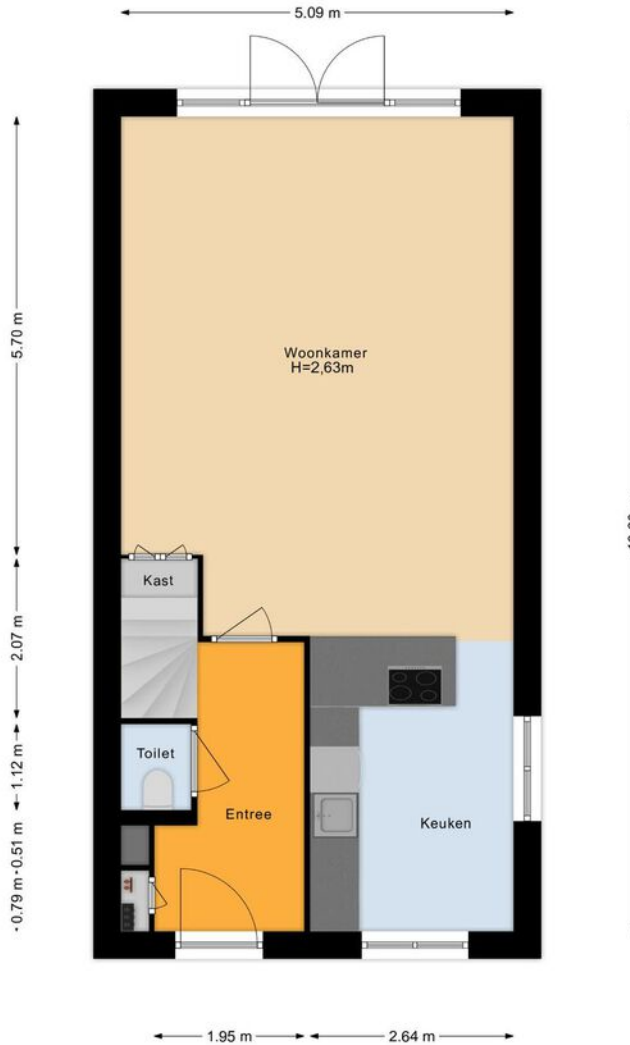 5.09 m
5.70 m
Woonkamer
H=2,63m
Kast
2.07 m
Toilet
1.12 m
Entree
Keuken
0.51 m
0.79 m
1.95 m
2.64 m